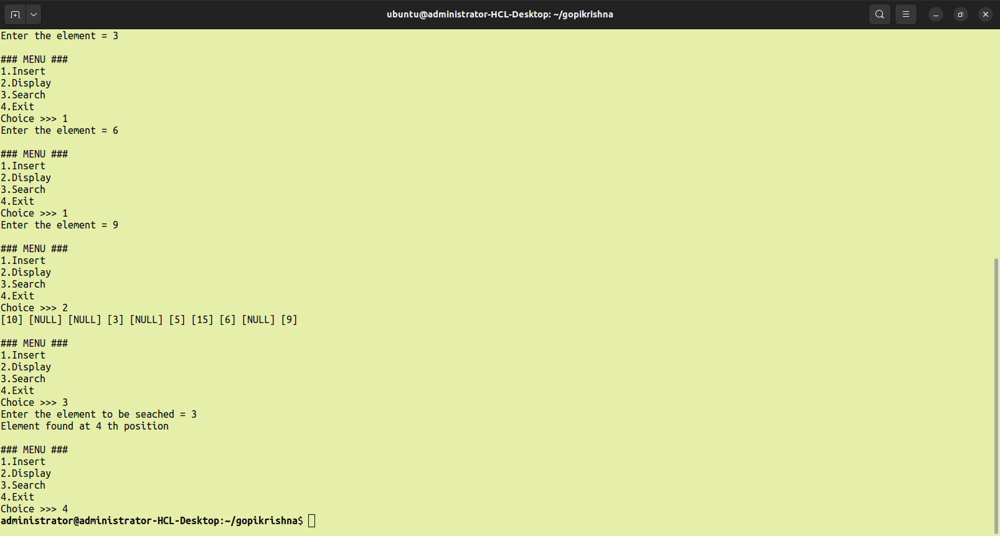 ubuntu@administrator-HCL-Desktop: ~/gopikrishna
Enter the element = 3
### MENU ###
1.Insert
2.Display
3.Search
4.Exit
Choice >>> 1
Enter the element = 6
### MENU ###
1.Insert
2.Display
3.Search
4.Exit
Choice >>> 1
Enter the element = 9
### MENU ###
1.Insert
2.Display
3.Search
4.Exit
Choice >>> 2
[10] [NULL] [NULL] [3] [NULL] [5] [15] [6] [NULL] [9]
### MENU ###
1.Insert
2.Display
3.Search
4.Exit
Choice >>> 3
Enter the element to be seached = 3
Element found at 4 th position
### MENU ###
1.Insert
2.Display
3.Search
4.Exit
Choice >>> 4
administrator@administrator-HCL-Desktop:~/gopikrishna$